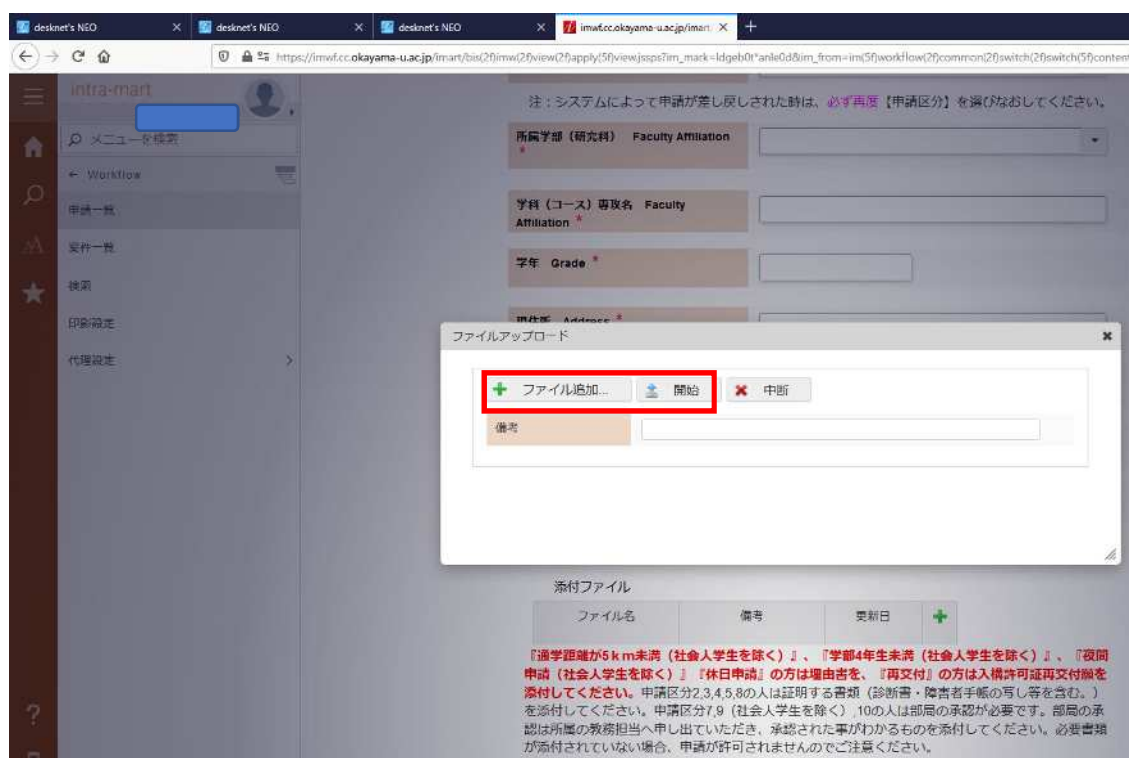 desknet's NEO
desknet's NEO
desknet's NEO
imwf.cc.okayama-u.ac.jp/imart/
https://imwf.cc.okayama-u.ac.jp/imart/bis(2f)imw(2f)view(2f)apply(5f)view.jssps?im_mark=ldgeb0t*anle0d&im_from=im(5f)workflow(2f)common(2f)switch(2f)switch(5f)content
intra-mart
メニューを検索
← Workflow
申請一覧
案件一覧
検索
印刷設定
代理設定
注：システムによって申請が差し戻しされた時は、必ず再度【申請区分】を選びなおしてください。
所属学部（研究科） Faculty Affiliation
*
学科（コース）専攻名 Faculty
Affiliation *
学年 Grade *
現住所 Address *
ファイルアップロード
ファイル追加... 開始 中断
備考
添付ファイル
ファイル名 備考 更新日
『通学距離が5ｋｍ未満（社会人学生を除く）』、『学部4年生未満（社会人学生を除く）』、『夜間
申請（社会人学生を除く）』『休日申請』の方は理由書を、『再交付』の方は入構許可証再交付願を
添付してください。申請区分2,3,4,5,8の人は証明する書類（診断書・障害者手帳の写し等を含む。）
を添付してください。申請区分7,9（社会人学生を除く）,10の人は部局の承認が必要です。部局の承
認は所属の教務担当へ申し出ていただき、承認された事がわかるものを添付してください。必要書類
が添付されていない場合、申請が許可されませんのでご注意ください。